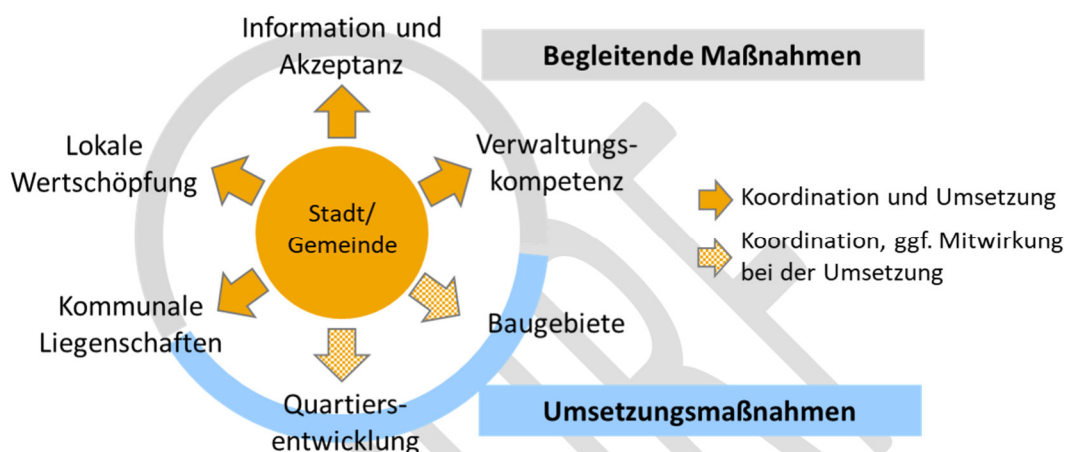 Information und
Akzeptanz
Begleitende Maßnahmen
Lokale
Wertschöpfung
Verwaltungs-
kompetenz
Stadt/
Gemeinde
Koordination und Umsetzung
Koordination, ggf. Mitwirkung
bei der Umsetzung
Kommunale
Liegenschaften
Baugebiete
Quartiers-
entwicklung
Umsetzungsmaßnahmen